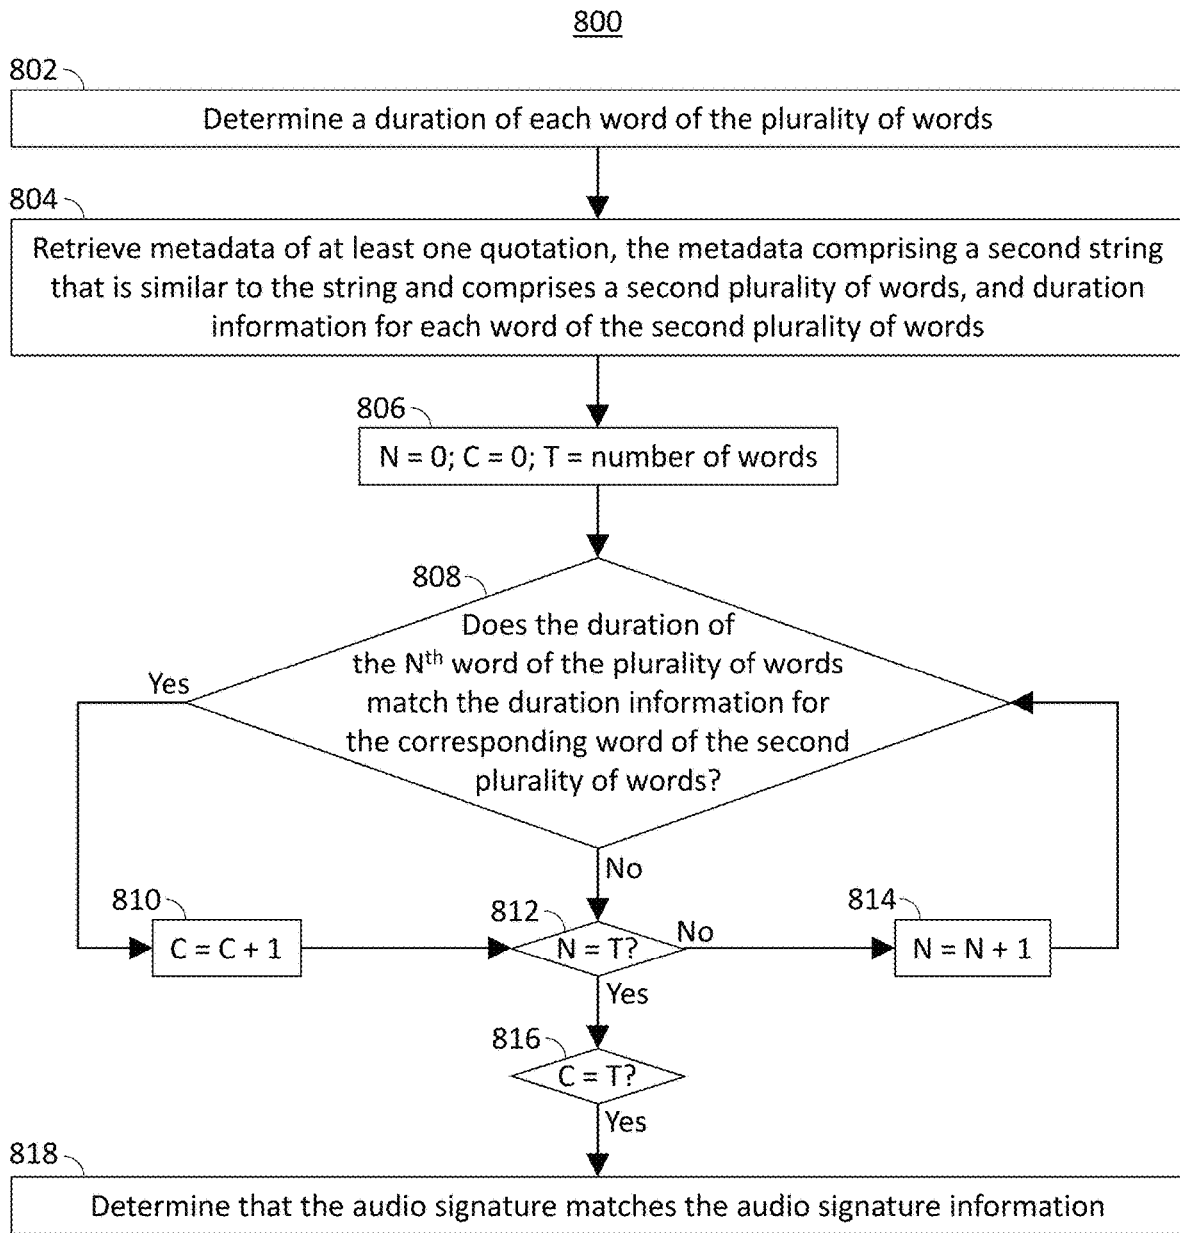 800
802
Determine a duration of each word of the plurality of words
804
Retrieve metadata of at least one quotation, the metadata comprising a second string
that is similar to the string and comprises a second plurality of words, and duration
information for each word of the second plurality of words
806
N = 0; C = 0; T = number of words
808
Does the duration of
the Nth word of the plurality of words
match the duration information for
the corresponding word of the second
plurality of words?
Yes
No
810
C = C + 1
812
N = T?
No
814
N = N + 1
Yes
816
C = T?
Yes
818
Determine that the audio signature matches the audio signature information